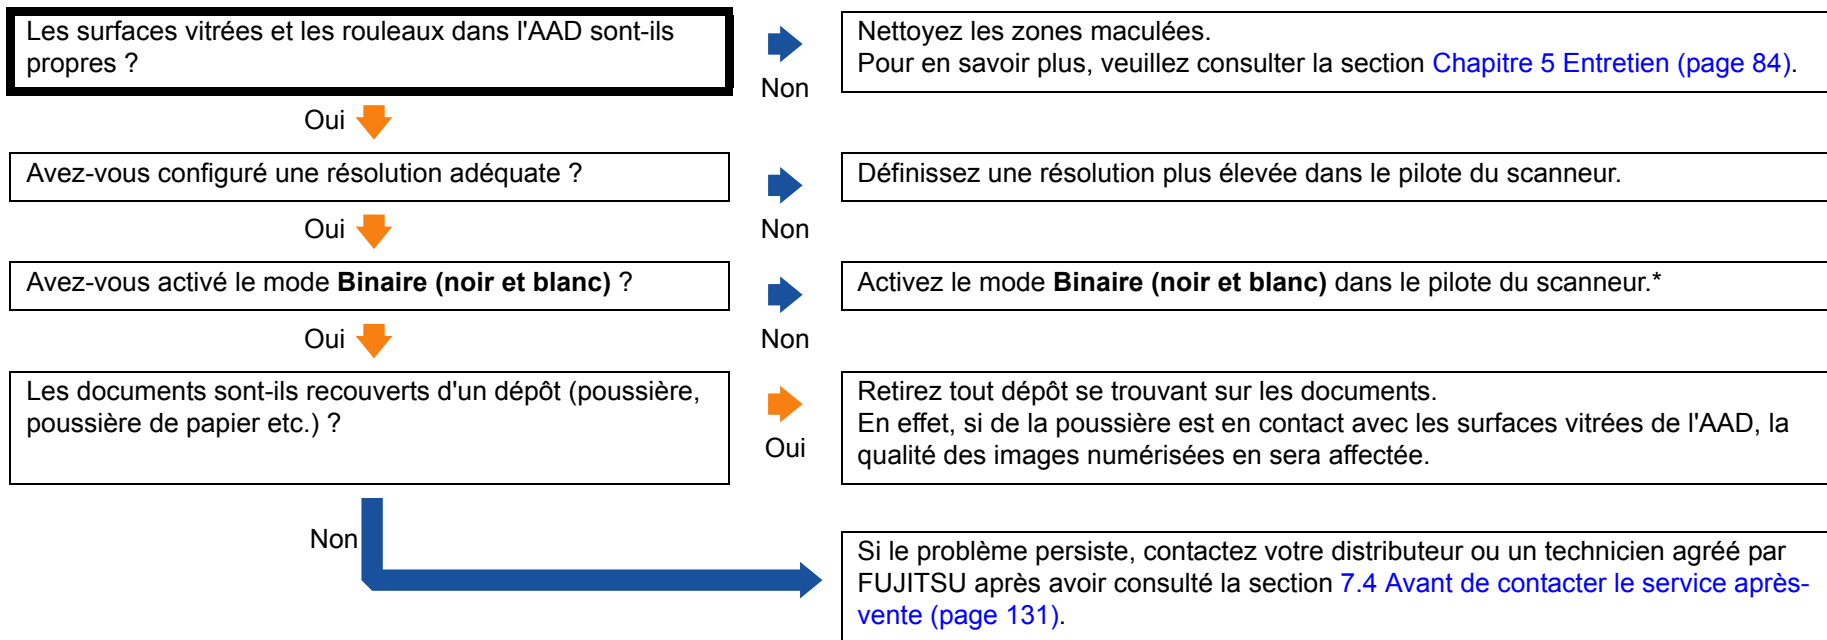 Les surfaces vitrées et les rouleaux dans l'AAD sont-ils
propres ?
Non
Nettoyez les zones maculées.
Pour en savoir plus, veuillez consulter la section Chapitre 5 Entretien (page 84).
Oui
Avez-vous configuré une résolution adéquate ?
Non
Définissez une résolution plus élevée dans le pilote du scanneur.
Oui
Avez-vous activé le mode Binaire (noir et blanc) ?
Non
Activez le mode Binaire (noir et blanc) dans le pilote du scanneur.*
Oui
Les documents sont-ils recouverts d'un dépôt (poussière,
poussière de papier etc.) ?
Oui
Retirez tout dépôt se trouvant sur les documents.
En effet, si de la poussière est en contact avec les surfaces vitrées de l'AAD, la
qualité des images numérisées en sera affectée.
Non
Si le problème persiste, contactez votre distributeur ou un technicien agréé par
FUJITSU après avoir consulté la section 7.4 Avant de contacter le service après-
vente (page 131).